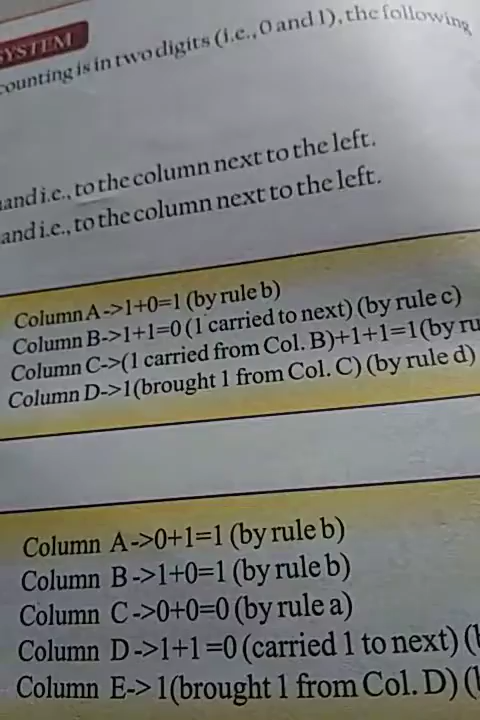 SYSTEM
counting is in two digits (i.e., 0 and 1), the following
and i.e., to the column next to the left.
and i.e., to the column next to the left.
Column A->1+0=1 (by rule b)
Column B->1+1=0 (1 carried to next) (by rule c)
Column C->(1 carried from Col. B)+1+1=1(by ru
Column D->1(brought 1 from Col. C) (by rule d)
Column A->0+1=1 (by rule b)
Column B->1+0=1 (by rule b)
Column C->0+0=0 (by rule a)
Column D->1+1=0 (carried 1 to next) (
Column E->1(brought 1 from Col. D) (